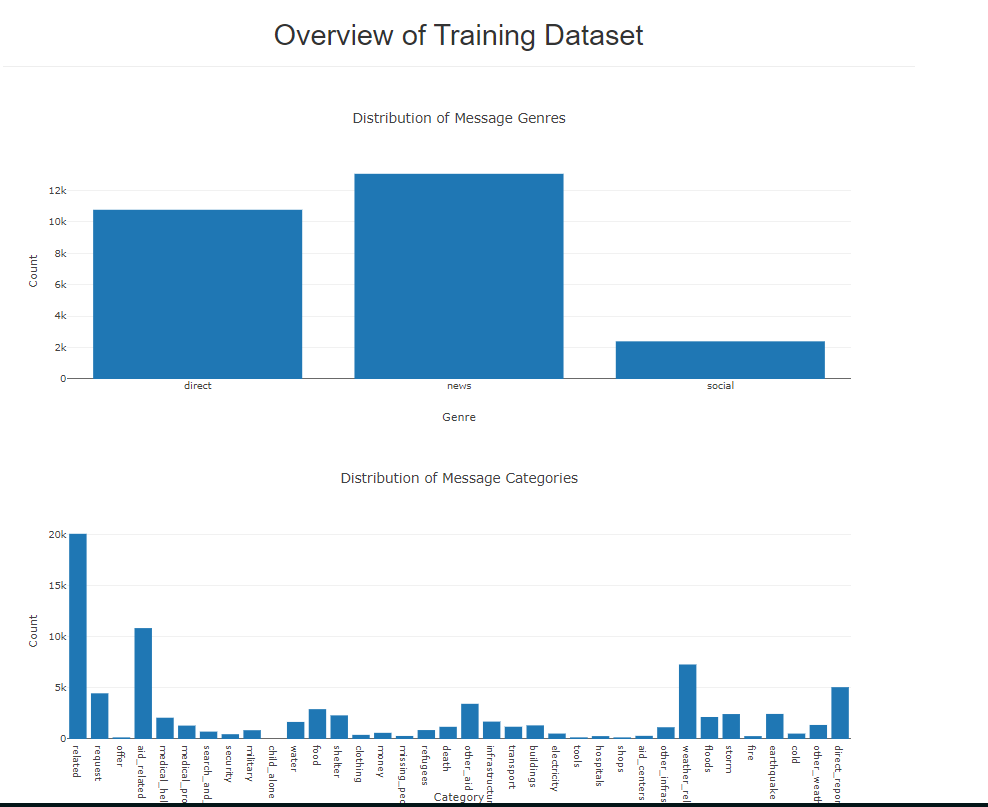 Overview of Training Dataset
Distribution of Message Genres
12k
10k
8k
6k
4k
2k
0
Count
direct
news
social
Genre
Distribution of Message Categories
20k
15k
10k
5k
0
Count
related
request
offer
aid_related
medical_hel
medical_pro
search_and_
security
military
child_alone
water
food
shelter
clothing
money
missing_peo
refugees
death
other_aid
infrastructur
transport
buildings
electricity
tools
hospitals
shops
aid_centers
other_infras
weather_rel
floods
storm
fire
earthquake
cold
other_weath
direct_repor
Category